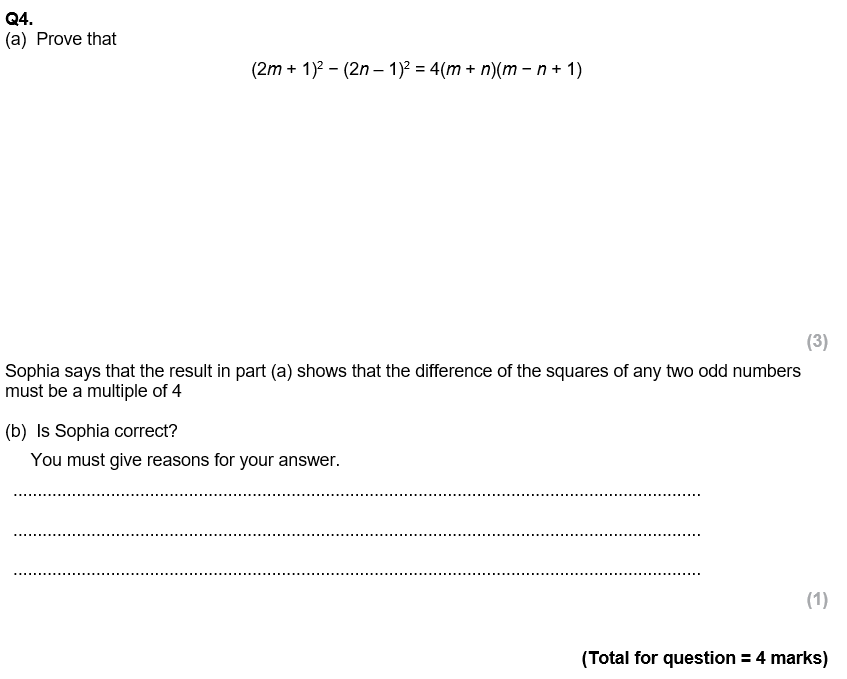 Q4.
(a) Prove that
(2m + 1)² − (2n – 1)² = 4(m + n)(m − n + 1)
(3)
Sophia says that the result in part (a) shows that the difference of the squares of any two odd numbers
must be a multiple of 4
(b) Is Sophia correct?
You must give reasons for your answer.
..............................................................................................................................................
..............................................................................................................................................
..............................................................................................................................................
(1)
(Total for question = 4 marks)